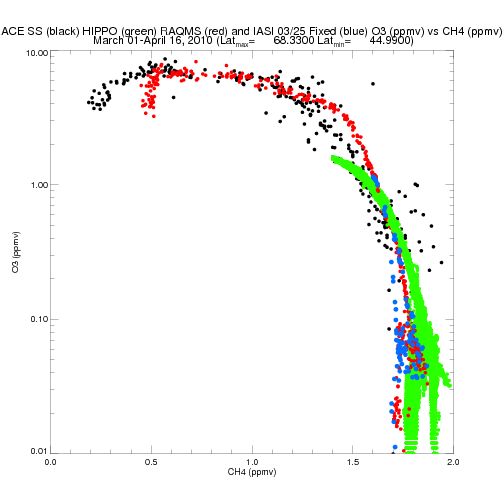 ACE SS (black) HIPPO (green) RAQMS (red) and IASI 03/25 Fixed (blue) O3 (ppmv) vs CH4 (ppmv)
March 01-April 16, 2010 (Latmax= 68.3300 Latmin= 44.9900)
10.00
1.00
0.10
0.01
O3 (ppmv)
0.0 0.5 1.0 1.5 2.0
CH4 (ppmv)